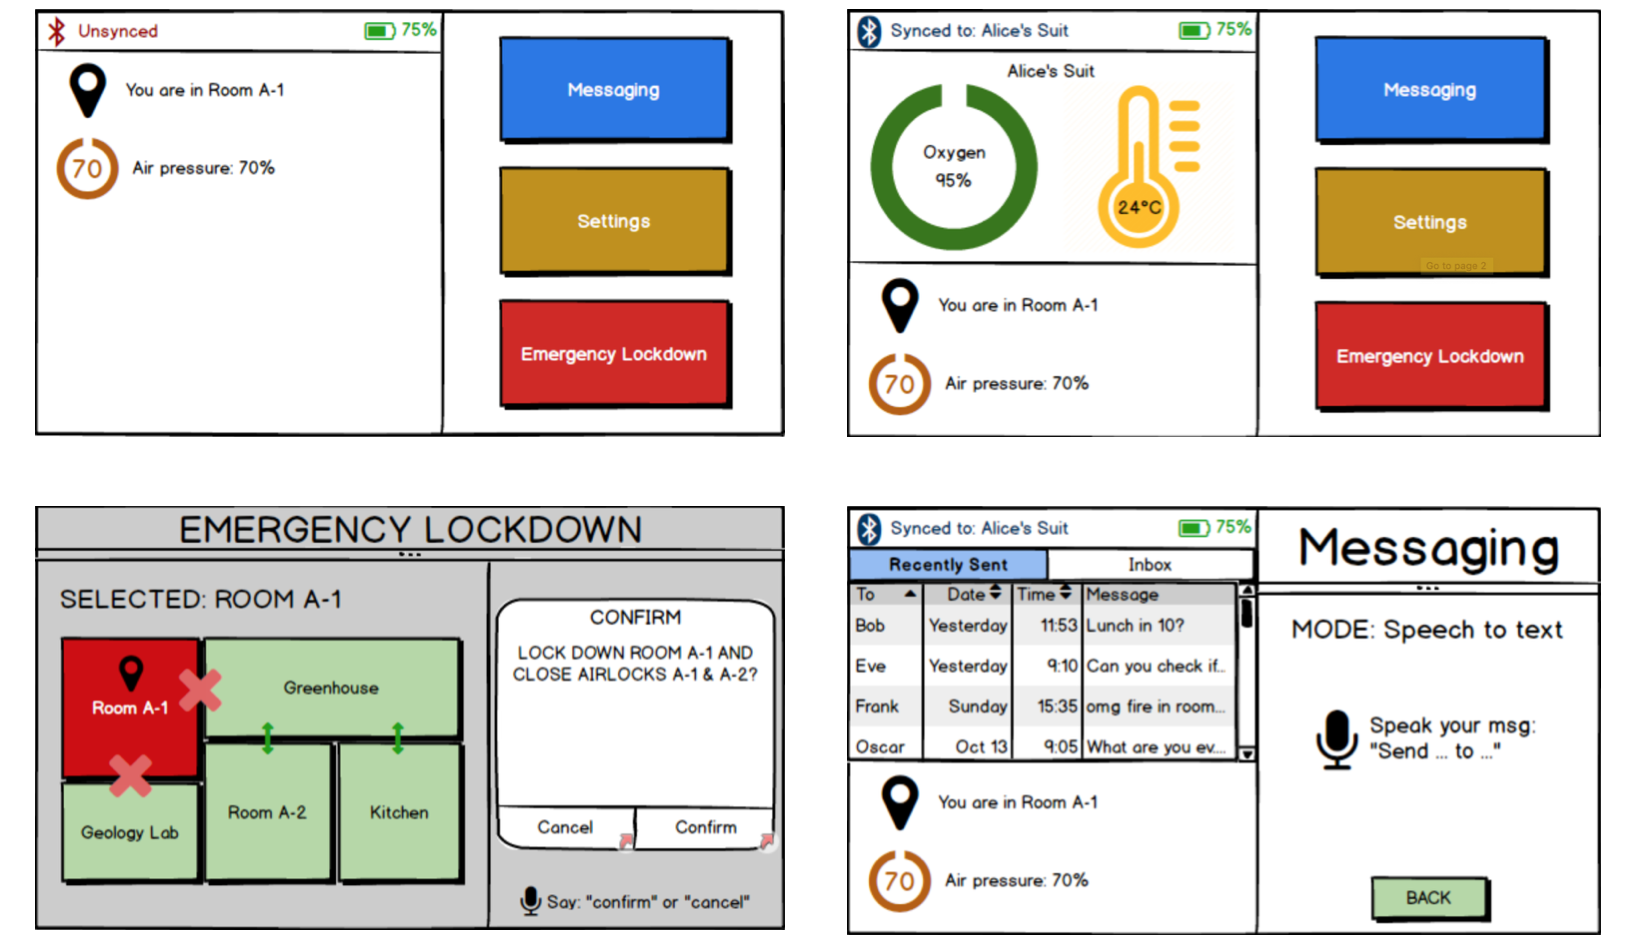 Unsynced
75%
You are in Room A-1
70
Air pressure: 70%
Messaging
Settings
Emergency Lockdown
Synced to: Alice's Suit
75%
Alice's Suit
Oxygen
95%
24°C
You are in Room A-1
70
Air pressure: 70%
Messaging
Settings
Go to page 2
Emergency Lockdown
EMERGENCY LOCKDOWN
SELECTED: ROOM A-1
Room A-1
Greenhouse
Geology Lab
Room A-2
Kitchen
CONFIRM
LOCK DOWN ROOM A-1 AND
CLOSE AIRLOCKS A-1 & A-2?
Cancel
Confirm
Say: "confirm" or "cancel"
Synced to: Alice's Suit
75%
Recently Sent
Inbox
To Date Time Message
Bob Yesterday 11:53 Lunch in 10?
Eve Yesterday 9:10 Can you check if...
Frank Sunday 15:35 omg fire in room...
Oscar Oct 13 9:05 What are you ev...
You are in Room A-1
70
Air pressure: 70%
Messaging
MODE: Speech to text
Speak your msg:
"Send ... to ..."
BACK